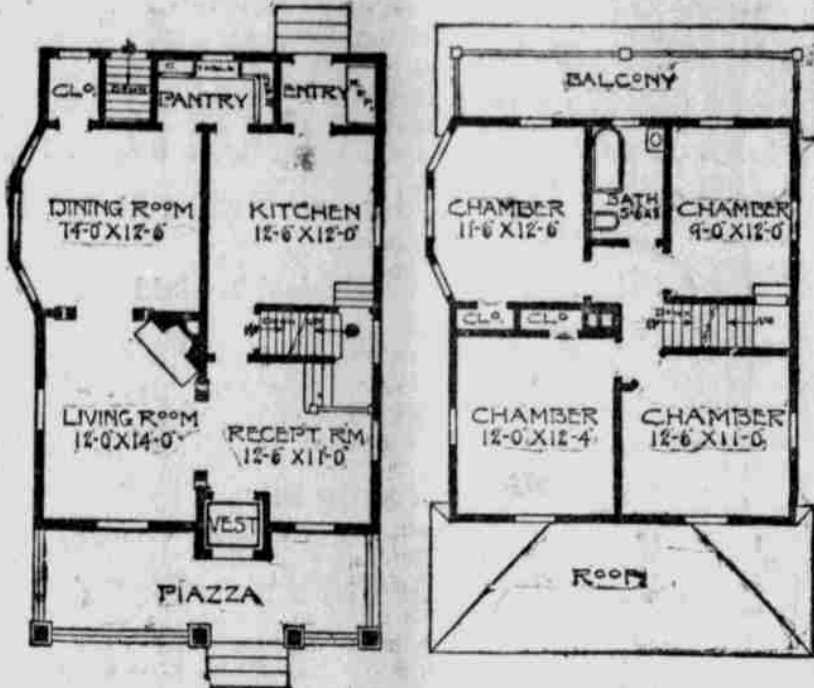 CLO.
PANTRY
ENTRY
DINING ROOM
14-0 X 12-6
KITCHEN
12-6 X 12-0
LIVING ROOM
12-0 X 14-0
RECEPT RM
12-6 X 11-0
VEST
PIAZZA
BALCONY
CHAMBER
11-6 X 12-6
BATH
CHAMBER
9-0 X 12-0
CLO.
CLO.
CHAMBER
12-0 X 12-4
CHAMBER
12-6 X 11-0
ROOF